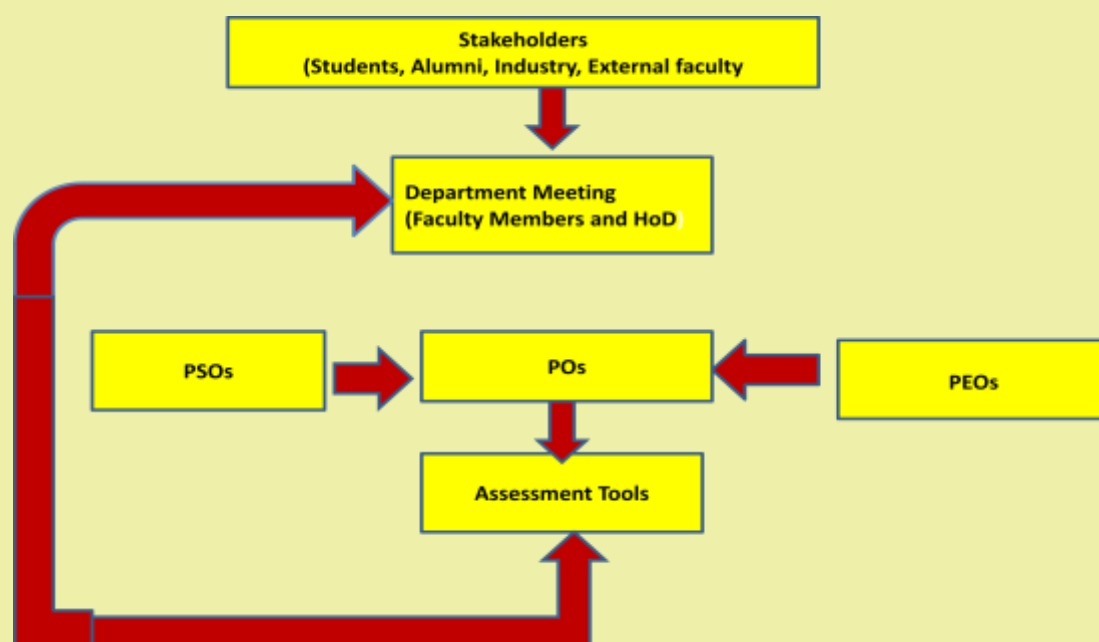 Stakeholders
(Students, Alumni, Industry, External faculty
Department Meeting
(Faculty Members and HoD)
PSOs
POs
PEOs
Assessment Tools